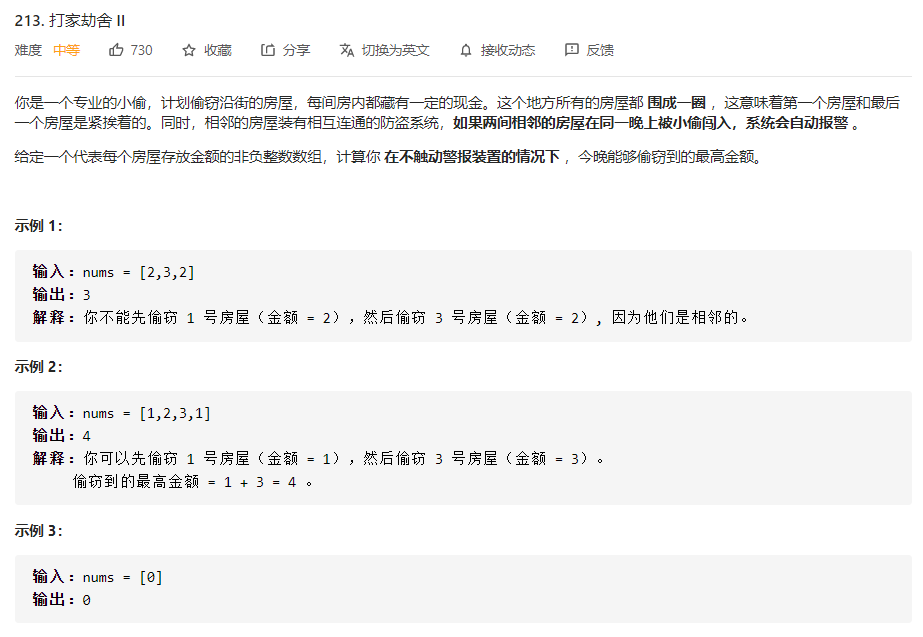 213. 打家劫舍 II
难度 中等 730 收藏 分享 切换为英文 接收动态 反馈
你是一个专业的小偷，计划偷窃沿街的房屋，每间房内都藏有一定的现金。这个地方所有的房屋都 围成一圈 ，这意味着第一个房屋和最后
一个房屋是紧挨着的。同时，相邻的房屋装有相互连通的防盗系统，如果两间相邻的房屋在同一晚上被小偷闯入，系统会自动报警 。
给定一个代表每个房屋存放金额的非负整数数组，计算你 在不触动警报装置的情况下 ，今晚能够偷窃到的最高金额。
示例 1：
输入：nums = [2,3,2]
输出：3
解释：你不能先偷窃 1 号房屋（金额 = 2），然后偷窃 3 号房屋（金额 = 2）, 因为他们是相邻的。
示例 2：
输入：nums = [1,2,3,1]
输出：4
解释：你可以先偷窃 1 号房屋（金额 = 1），然后偷窃 3 号房屋（金额 = 3）。
偷窃到的最高金额 = 1 + 3 = 4 。
示例 3：
输入：nums = [0]
输出：0